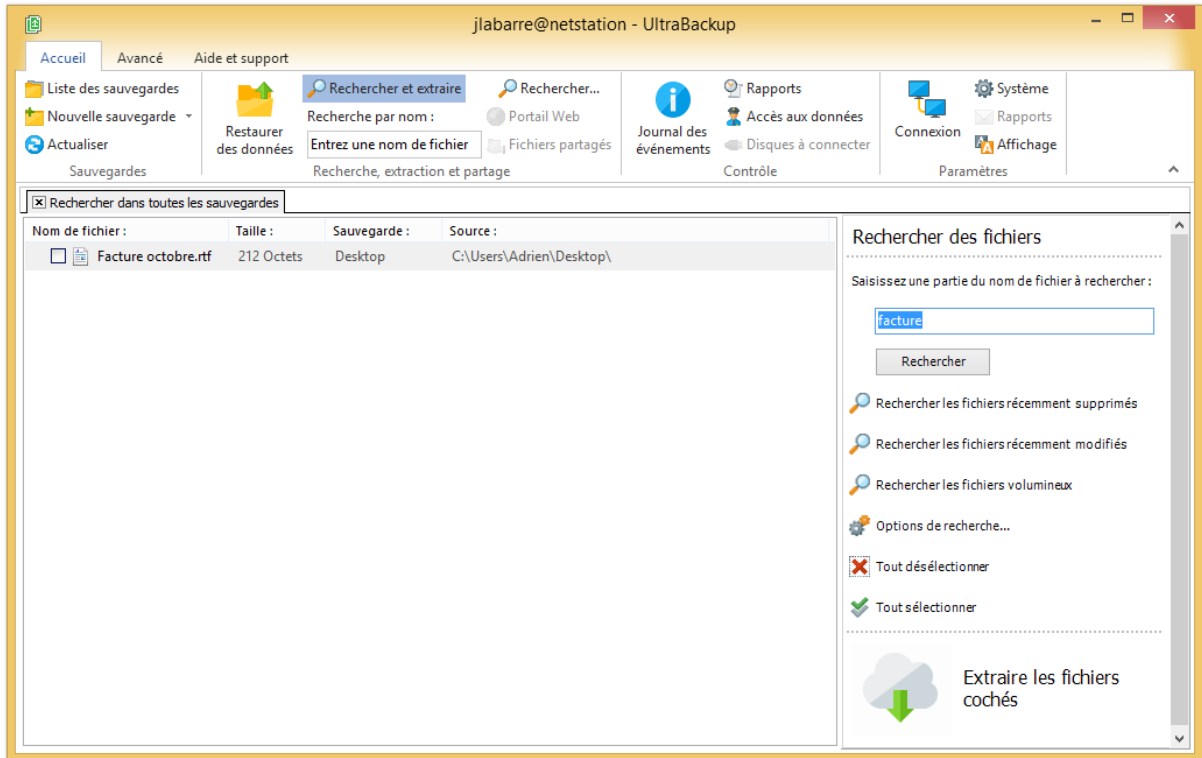 jlabarre@netstation - UltraBackup
Accueil Avancé Aide et support
Liste des sauvegardes
Nouvelle sauvegarde
Actualiser
Sauvegardes
Restaurer
des données
Rechercher et extraire
Recherche par nom :
Entrez une nom de fichier
Rechercher...
Portail Web
Fichiers partagés
Recherche, extraction et partage
Journal des
événements
Rapports
Accès aux données
Disques à connecter
Contrôle
Connexion
Système
Rapports
Affichage
Paramètres
Rechercher dans toutes les sauvegardes
Nom de fichier : Taille : Sauvegarde : Source :
Facture octobre.rtf 212 Octets Desktop C:\Users\Adrien\Desktop\
Rechercher des fichiers
Saisissez une partie du nom de fichier à rechercher :
facture
Rechercher
Rechercher les fichiers récemment supprimés
Rechercher les fichiers récemment modifiés
Rechercher les fichiers volumineux
Options de recherche...
Tout désélectionner
Tout sélectionner
Extraire les fichiers
cochés